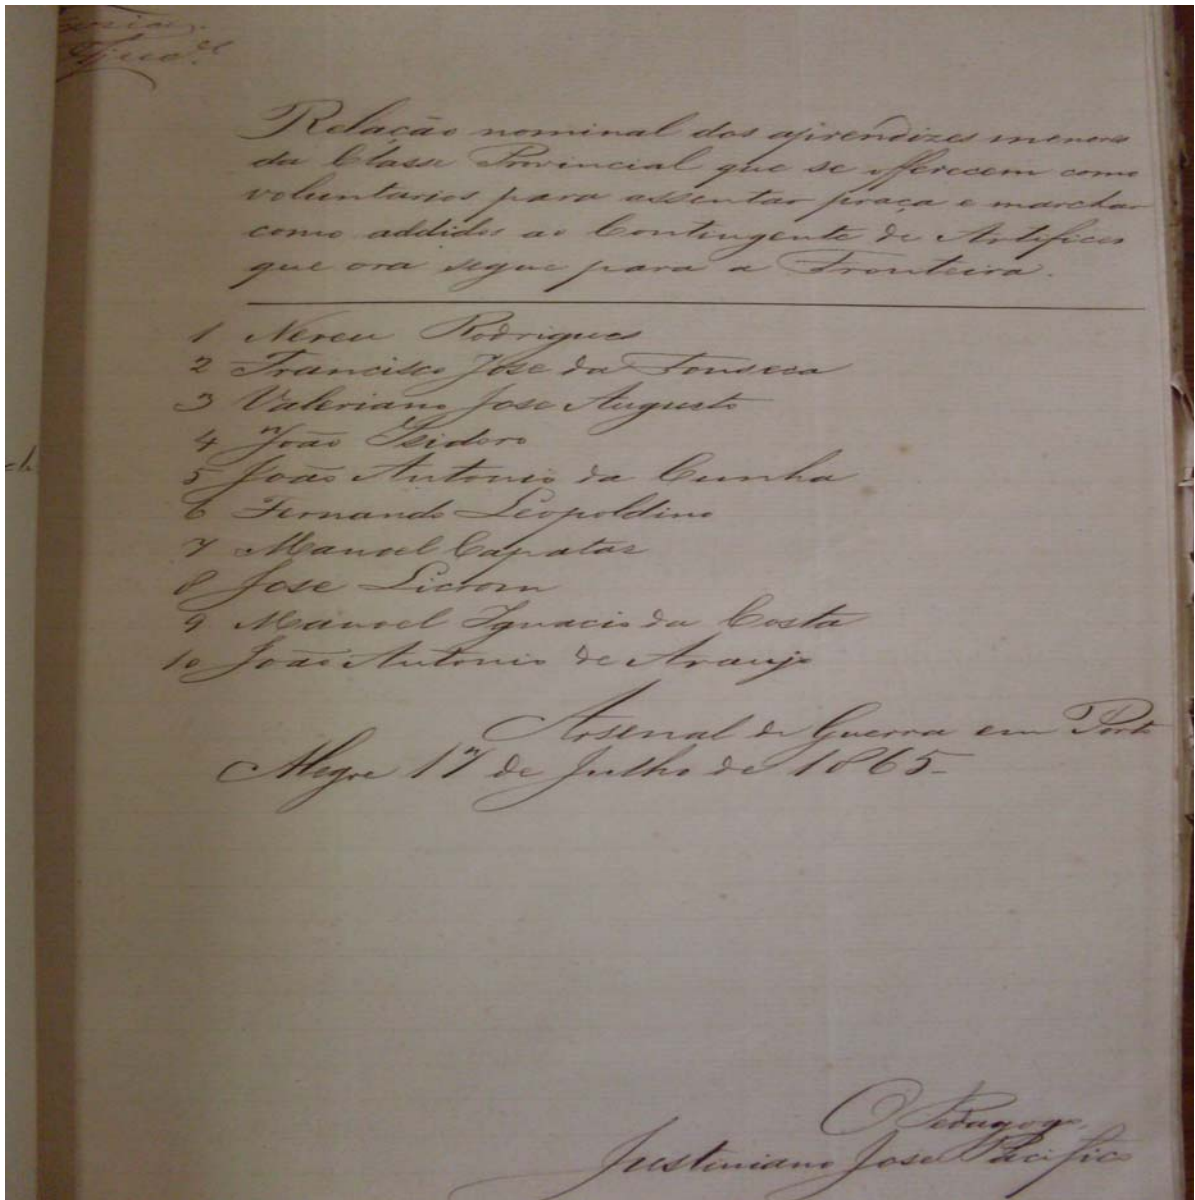 Relação nominal dos aprendizes menores
da Classe Provincial que se offerecem como
voluntarios para assentar praça e marchar
como addidos ao Contingente de Artifices
que ora segue para a Fronteira.
1 Nereu Rodrigues
2 Francisco Jose da Fonseca
3 Valeriano Jose Augusto
4 João Isidoro
5 João Antonio da Cunha
6 Fernando Leopoldino
7 Manoel Capataz
8 Jose
9 Manoel Ignacio da Costa
10 João Antonio de Araujo
Arsenal de Guerra em Porto
Alegre 17 de Julho de 1865.
O Pedagogo,
Justiniano Jose Pacifico